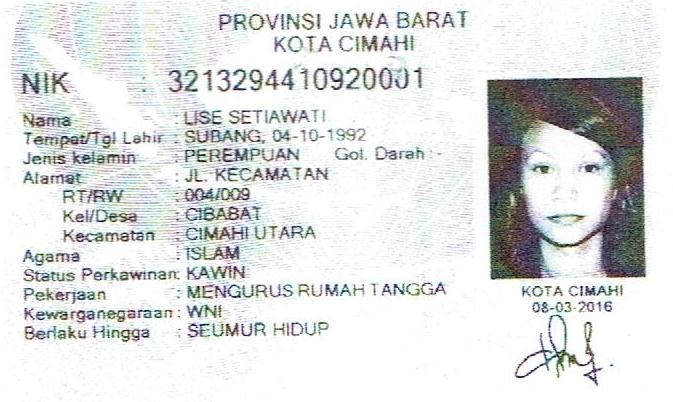 PROVINSI JAWA BARAT
KOTA CIMAHI
NIK : 3213294410920001
Nama : LISE SETIAWATI
Tempat/Tgl Lahir : SUBANG, 04-10-1992
Jenis kelamin : PEREMPUAN Gol. Darah :-
Alamat : JL. KECAMATAN
RT/RW : 004/009
Kel/Desa : CIBABAT
Kecamatan : CIMAHI UTARA
Agama : ISLAM
Status Perkawinan: KAWIN
Pekerjaan : MENGURUS RUMAH TANGGA
Kewarganegaraan : WNI
Berlaku Hingga : SEUMUR HIDUP
KOTA CIMAHI
08-03-2016